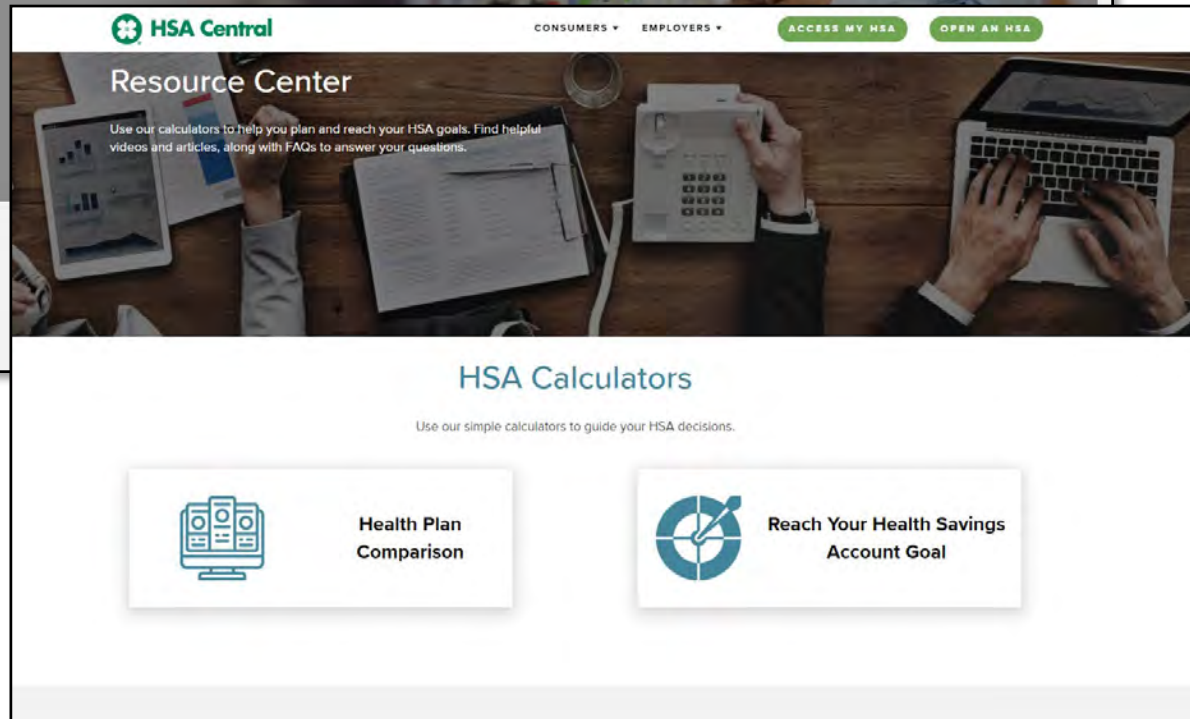 HSA Central
CONSUMERS ▾
EMPLOYERS ▾
ACCESS MY HSA
OPEN AN HSA
Resource Center
Use our calculators to help you plan and reach your HSA goals. Find helpful
videos and articles, along with FAQs to answer your questions.
HSA Calculators
Use our simple calculators to guide your HSA decisions.
Health Plan
Comparison
Reach Your Health Savings
Account Goal